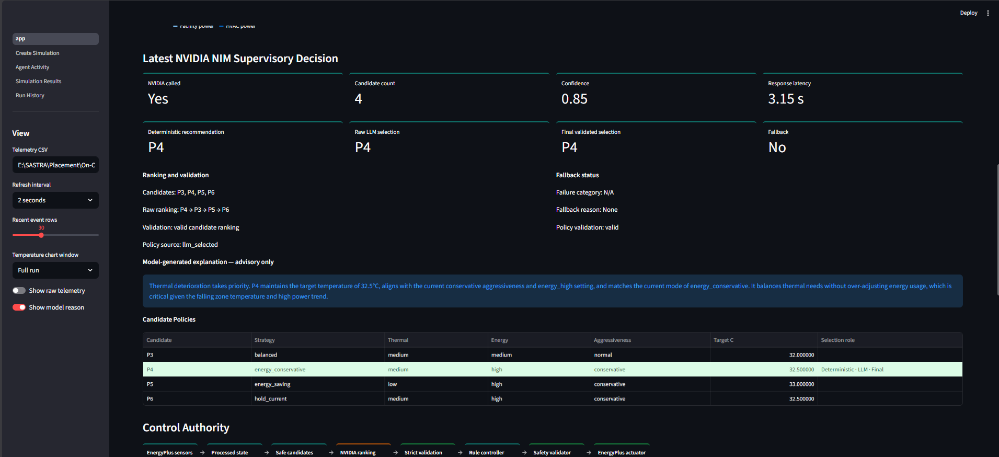 Deploy
Facility power HVAC power
app
Create Simulation
Agent Activity
Simulation Results
Run History
View
Telemetry CSV
E:\SASTRA\Placement\On-C
Refresh interval
2 seconds
Recent event rows
30
Temperature chart window
Full run
Show raw telemetry
Show model reason
Latest NVIDIA NIM Supervisory Decision
NVIDIA called
Yes
Candidate count
4
Confidence
0.85
Response latency
3.15 s
Deterministic recommendation
P4
Raw LLM selection
P4
Final validated selection
P4
Fallback
No
Ranking and validation
Candidates: P3, P4, P5, P6
Raw ranking: P4 → P3 → P5 → P6
Validation: valid candidate ranking
Policy source: llm_selected
Fallback status
Failure category: N/A
Fallback reason: None
Policy validation: valid
Model-generated explanation — advisory only
Thermal deterioration takes priority. P4 maintains the target temperature of 32.5°C, aligns with the current conservative aggressiveness and energy_high setting, and matches the current mode of energy_conservative. It balances thermal needs without over-adjusting energy usage, which is
critical given the falling zone temperature and high power trend.
Candidate Policies
Candidate Strategy Thermal Energy Aggressiveness Target C Selection role
P3 balanced medium medium normal 32.000000
P4 energy_conservative medium high conservative 32.500000 Deterministic · LLM · Final
P5 energy_saving low high conservative 33.000000
P6 hold_current medium high conservative 32.500000
Control Authority
EnergyPlus sensors → Processed state → Safe candidates → NVIDIA ranking → Strict validation → Rule controller → Safety validator → EnergyPlus actuator